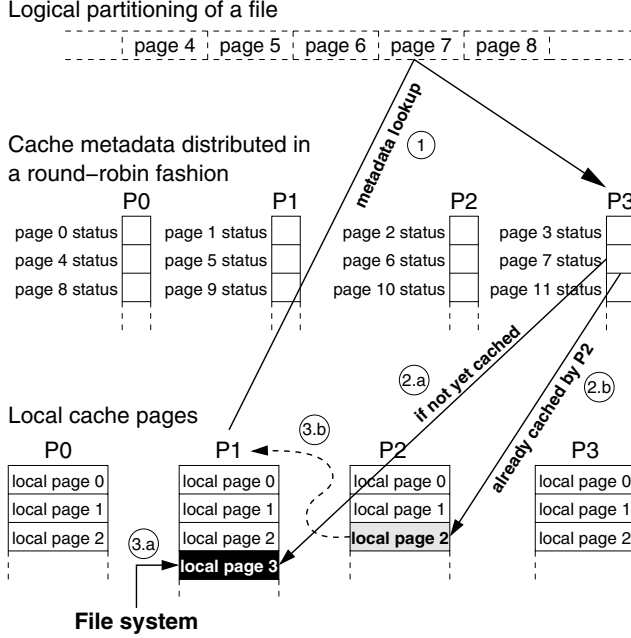 Logical partitioning of a file
page 4 page 5 page 6 page 7 page 8
metadata lookup
1
Cache metadata distributed in
a round−robin fashion
P0 P1 P2 P3
page 0 status page 1 status page 2 status page 3 status
page 4 status page 5 status page 6 status page 7 status
page 8 status page 9 status page 10 status page 11 status
2.a
if not yet cached
already cached by P2
2.b
Local cache pages
3.b
P0 P1 P2 P3
local page 0 local page 0 local page 0 local page 0
local page 1 local page 1 local page 1 local page 1
local page 2 local page 2 local page 2 local page 2
3.a
local page 3
File system